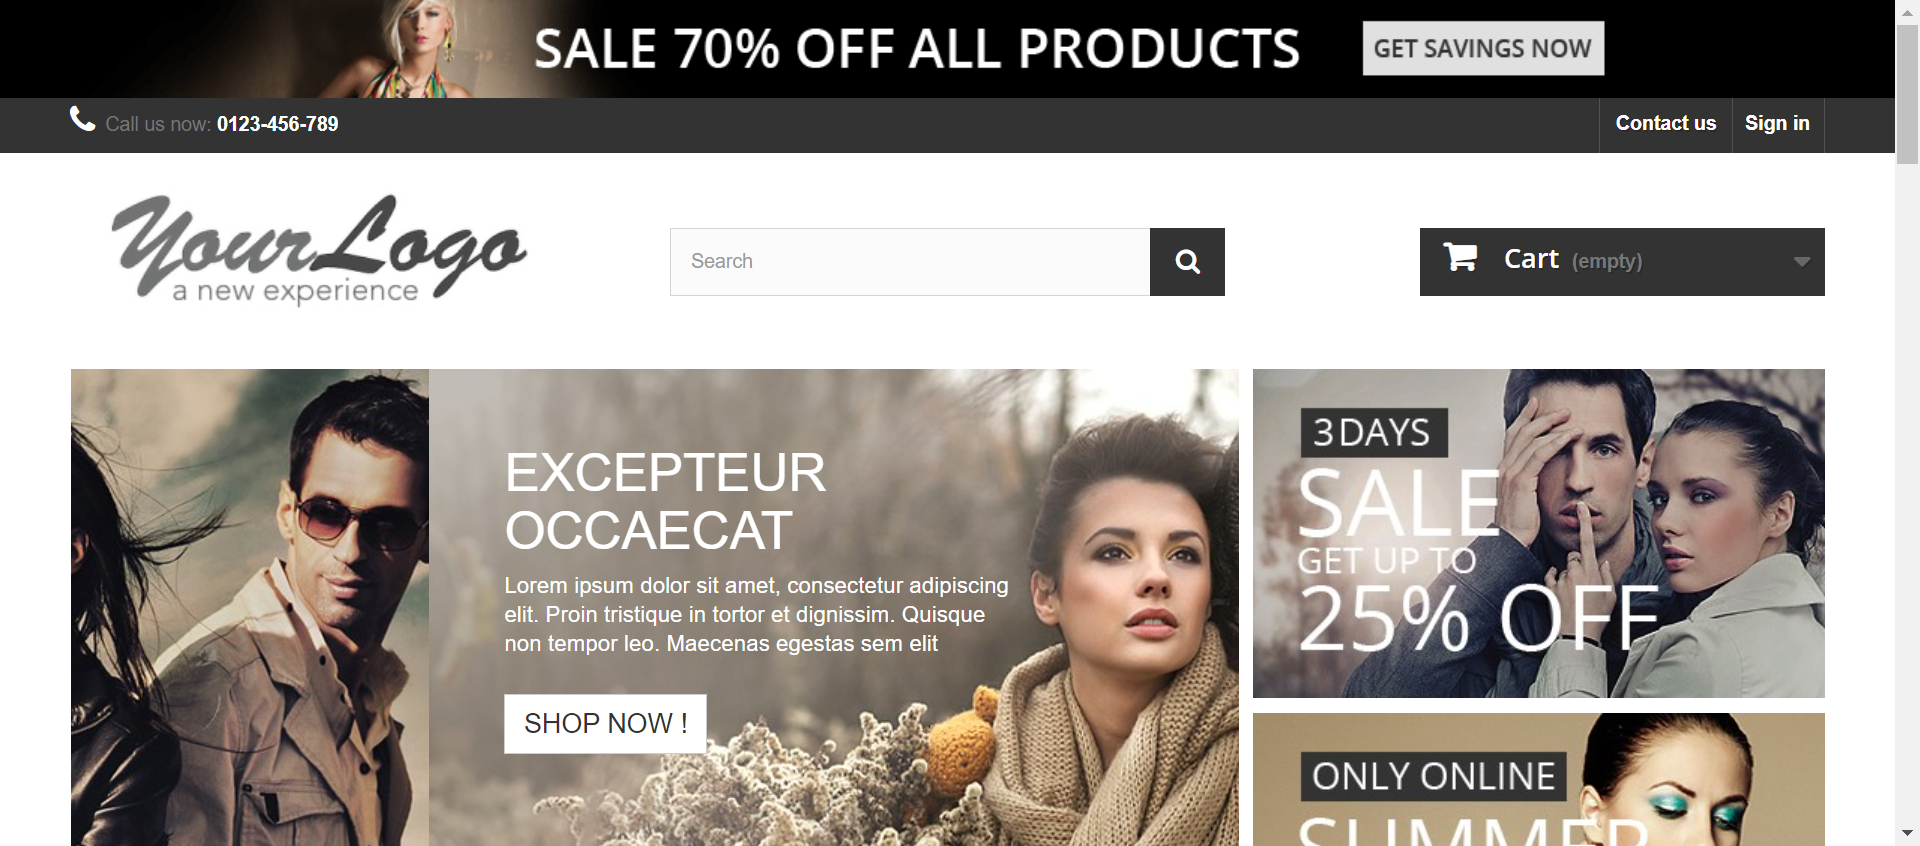 SALE 70% OFF ALL PRODUCTS
GET SAVINGS NOW
Call us now: 0123-456-789
Contact us
Sign in
YourLogo
a new experience
Search
Cart (empty)
EXCEPTEUR
OCCAECAT
Lorem ipsum dolor sit amet, consectetur adipiscing
elit. Proin tristique in tortor et dignissim. Quisque
non tempor leo. Maecenas egestas sem elit
SHOP NOW !
3 DAYS
SALE
GET UP TO
25% OFF
ONLY ONLINE
SUMMER